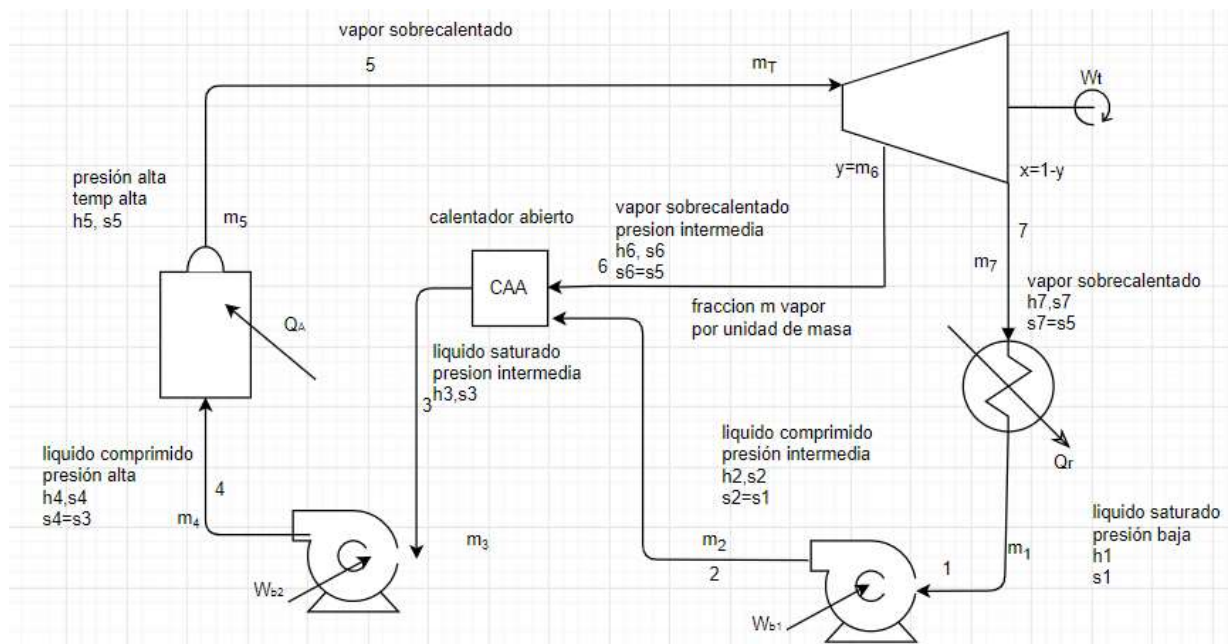 vapor sobrecalentado
5
m_T
Wt
y=m_6
x=1-y
presión alta
temp alta
h5, s5
m_5
calentador abierto
vapor sobrecalentado
presion intermedia
h6, s6
s6=s5
6
7
m_7
CAA
fraccion m vapor
por unidad de masa
vapor sobrecalentado
h7,s7
s7=s5
Q_A
liquido saturado
presion intermedia
h3,s3
3
liquido comprimido
presión alta
h4,s4
s4=s3
4
m_4
liquido comprimido
presión intermedia
h2,s2
s2=s1
Qr
liquido saturado
presión baja
h1
s1
m_3
m_2
2
1
m_1
W_b2
W_b1